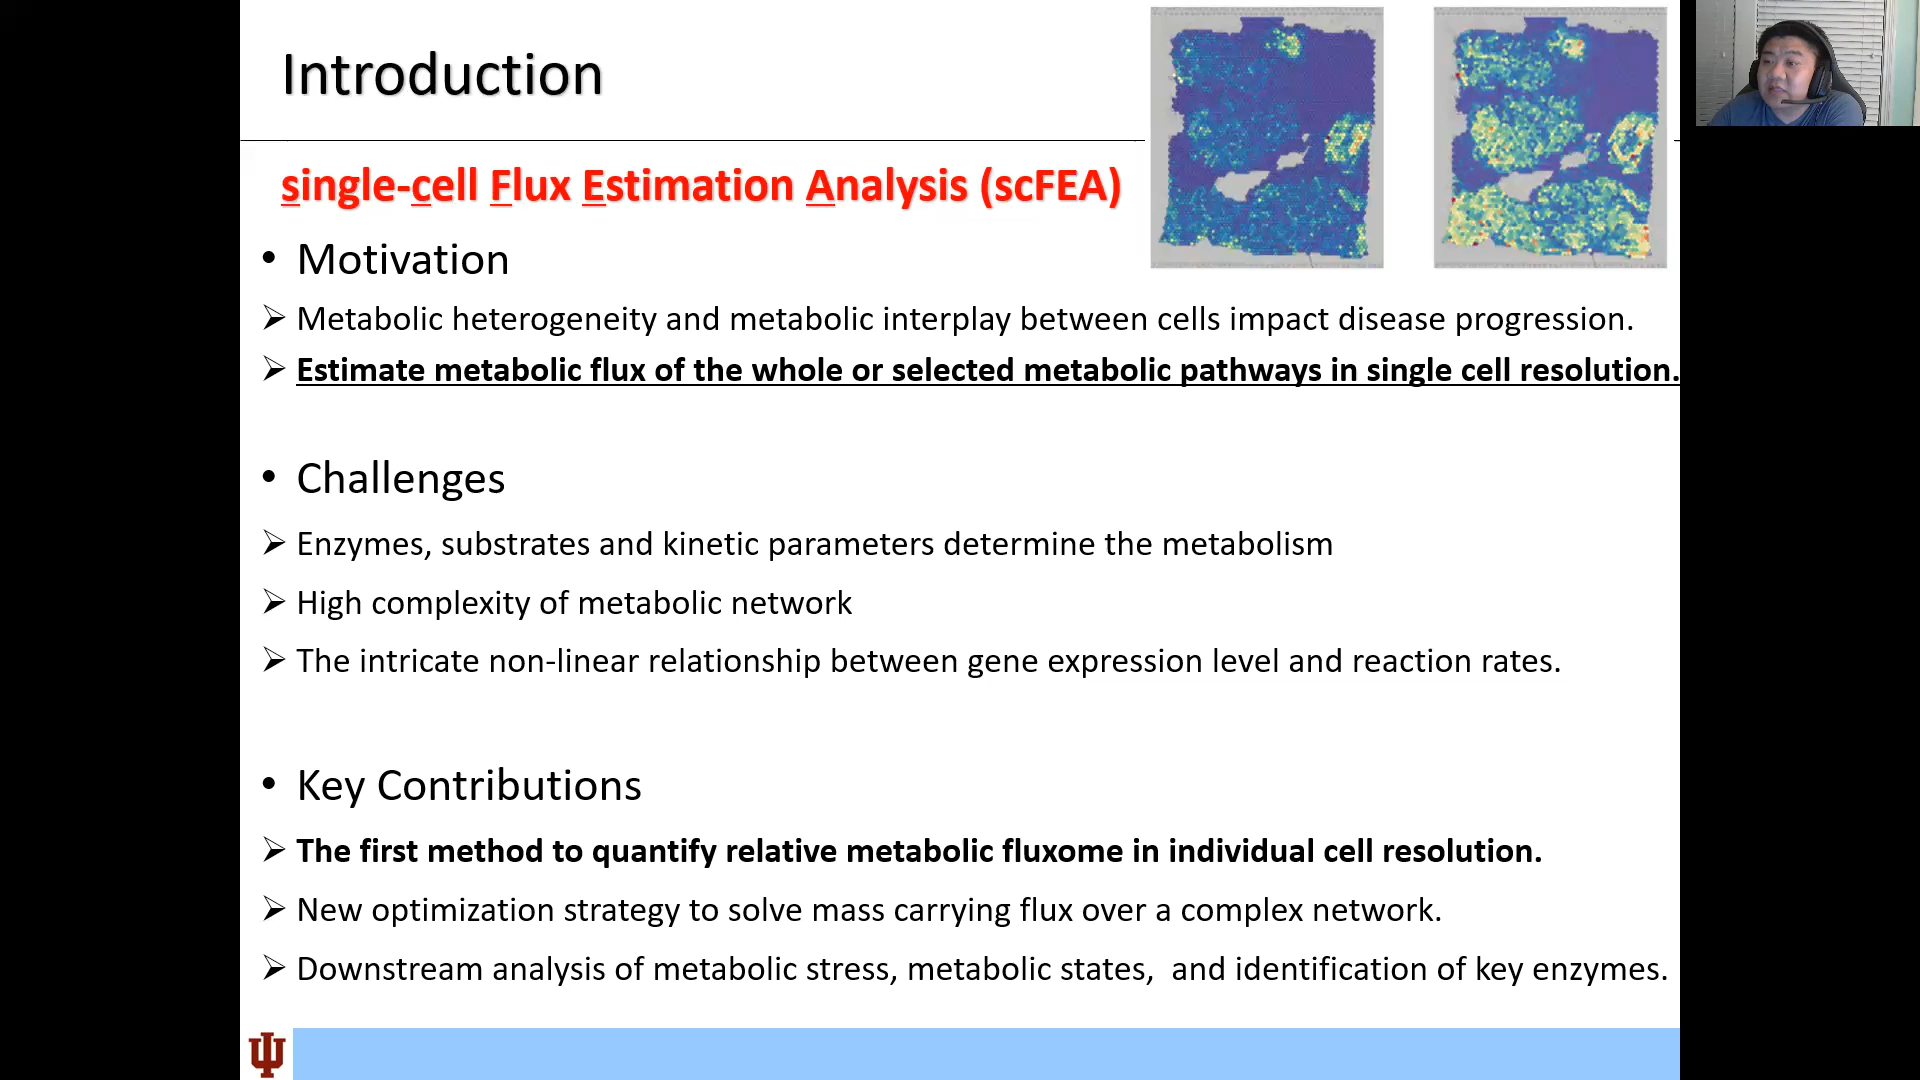 Introduction
single-cell Flux Estimation Analysis (scFEA)
• Motivation
➢ Metabolic heterogeneity and metabolic interplay between cells impact disease progression.
➢ Estimate metabolic flux of the whole or selected metabolic pathways in single cell resolution.
• Challenges
➢ Enzymes, substrates and kinetic parameters determine the metabolism
➢ High complexity of metabolic network
➢ The intricate non-linear relationship between gene expression level and reaction rates.
• Key Contributions
➢ The first method to quantify relative metabolic fluxome in individual cell resolution.
➢ New optimization strategy to solve mass carrying flux over a complex network.
➢ Downstream analysis of metabolic stress, metabolic states,  and identification of key enzymes.